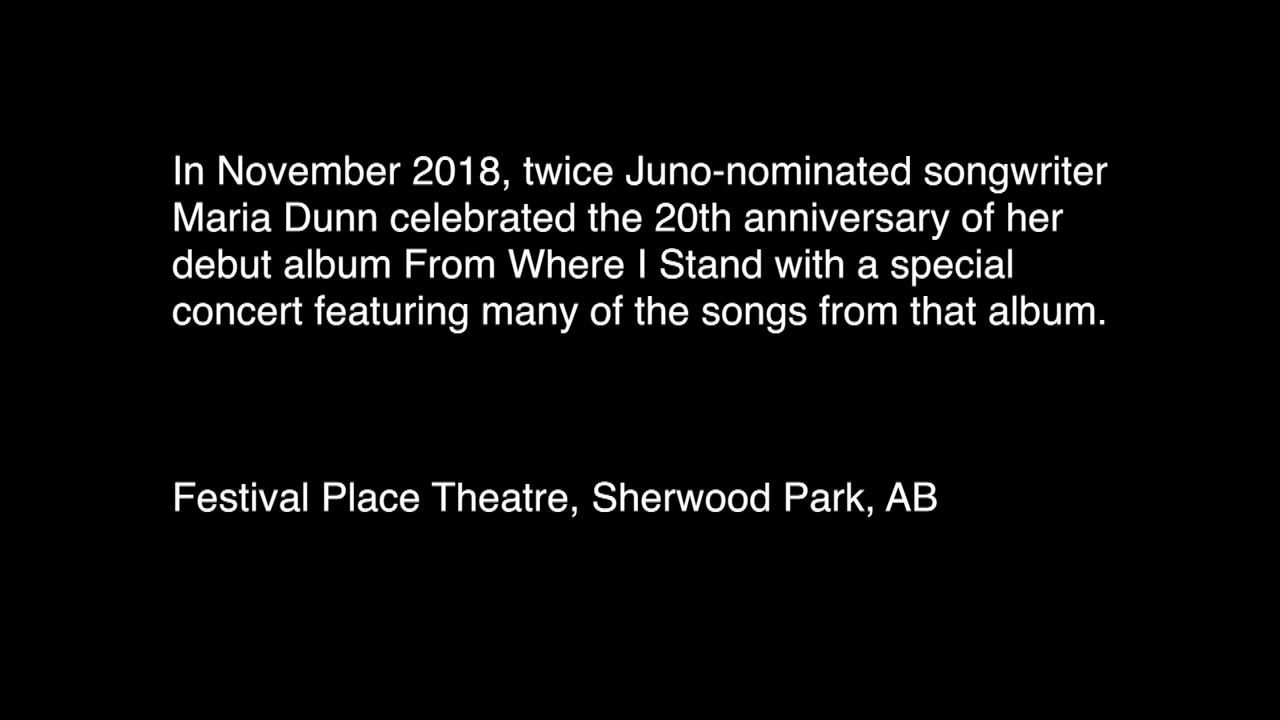 In November 2018, twice Juno-nominated songwriter
Maria Dunn celebrated the 20th anniversary of her
debut album From Where I Stand with a special
concert featuring many of the songs from that album.
Festival Place Theatre, Sherwood Park, AB